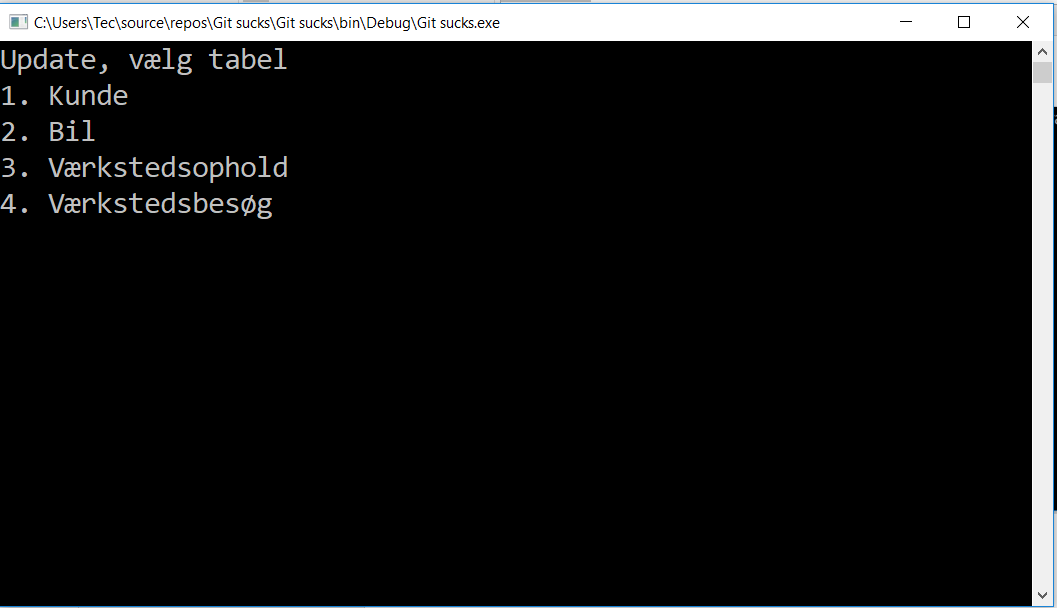 C:\Users\Tec\source\repos\Git sucks\Git sucks\bin\Debug\Git sucks.exe
Update, vælg tabel
1. Kunde
2. Bil
3. Værkstedsophold
4. Værkstedsbesøg